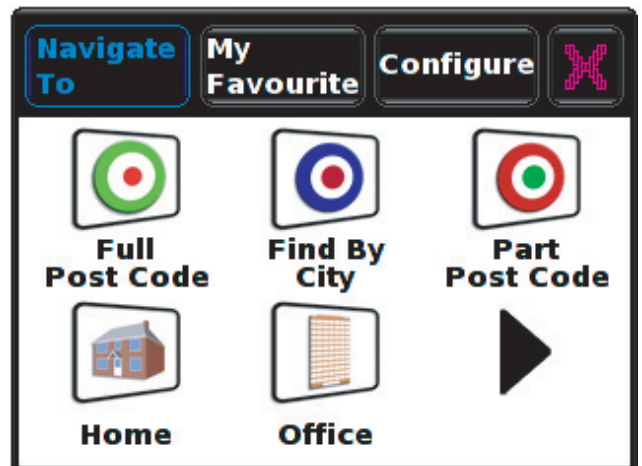 Navigate
To
My
Favourite
Configure
Full
Post Code
Find By
City
Part
Post Code
Home
Office